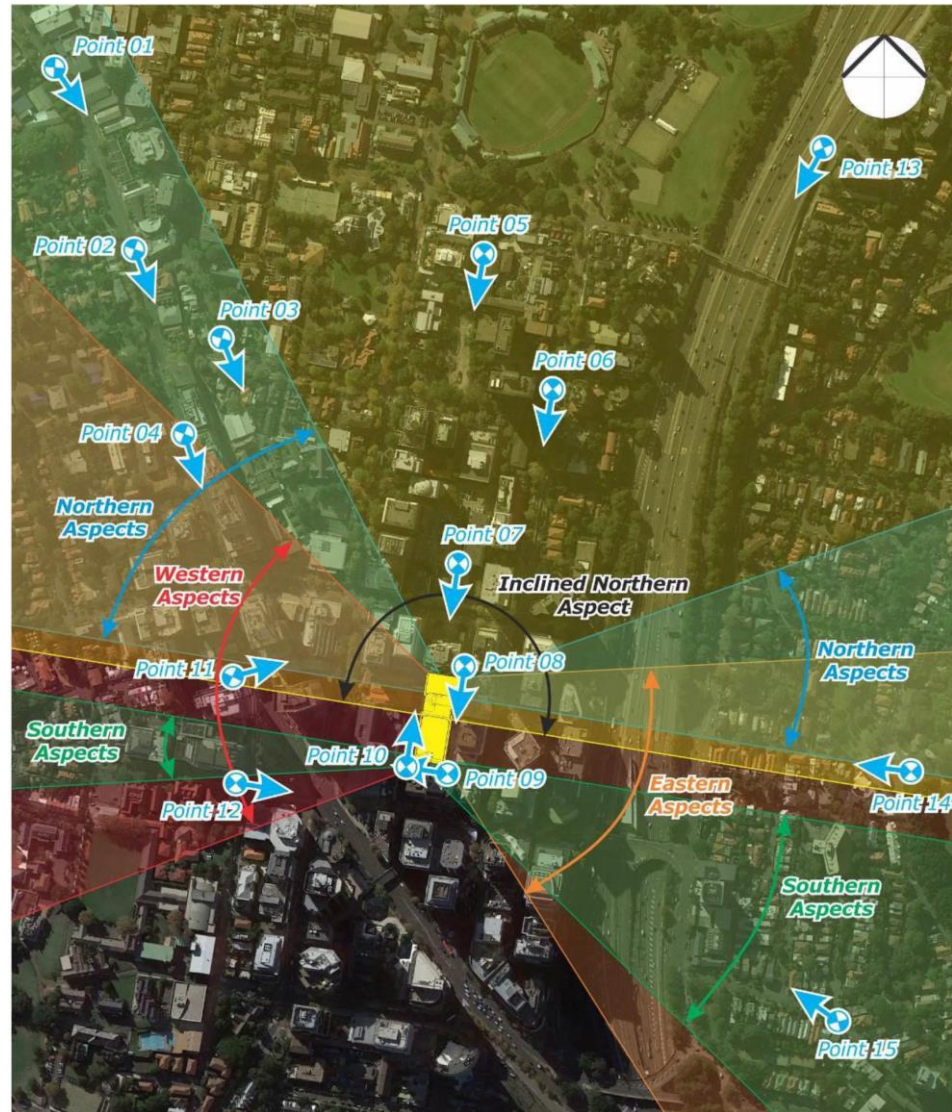 Point 01
Point 13
Point 02
Point 05
Point 03
Point 06
Point 04
Northern
Aspects
Point 07
Western
Aspects
Inclined Northern
Aspect
Point 11
Point 08
Northern
Aspects
Southern
Aspects
Point 10
Point 09
Point 12
Eastern
Aspects
Point 14
Southern
Aspects
Point 15